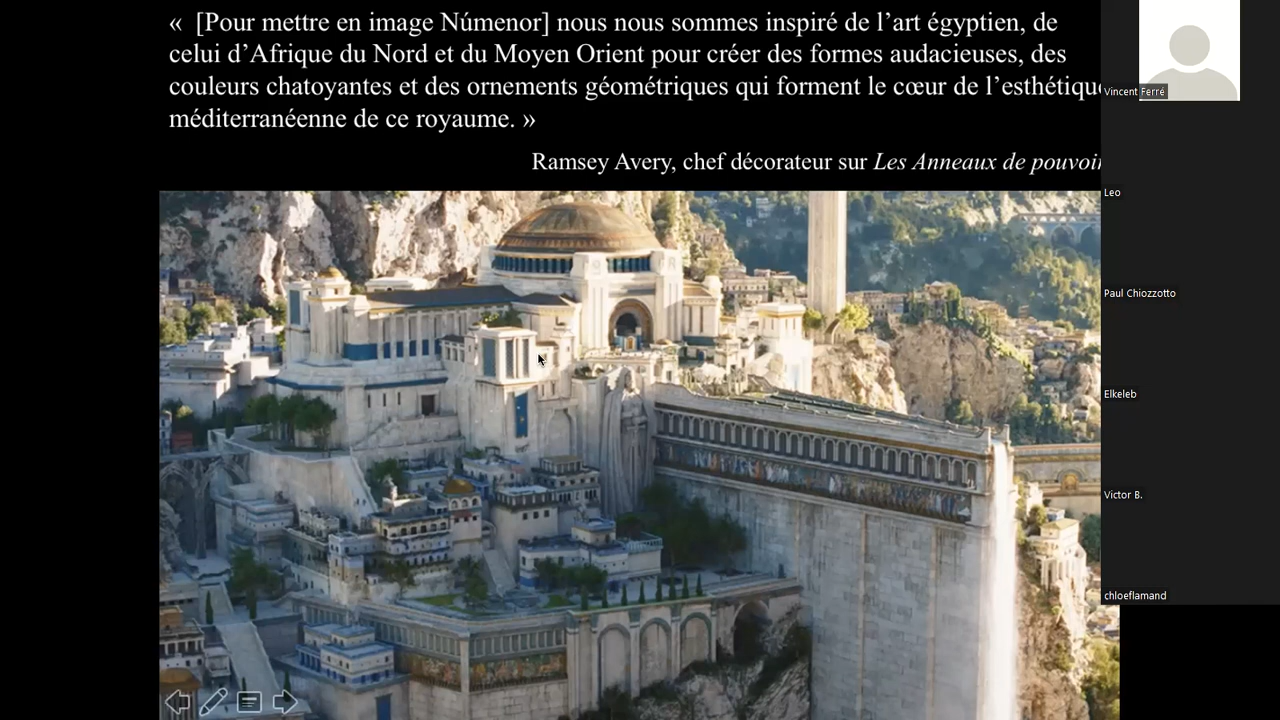 « [Pour mettre en image Númenor] nous nous sommes inspiré de l’art égyptien, de
celui d’Afrique du Nord et du Moyen Orient pour créer des formes audacieuses, des
couleurs chatoyantes et des ornements géométriques qui forment le cœur de l’esthétique
méditerranéenne de ce royaume. »
Ramsey Avery, chef décorateur sur Les Anneaux de pouvoir
Vincent Ferré
Leo
Paul Chiozzotto
Elkeleb
Victor B.
chloeflamand